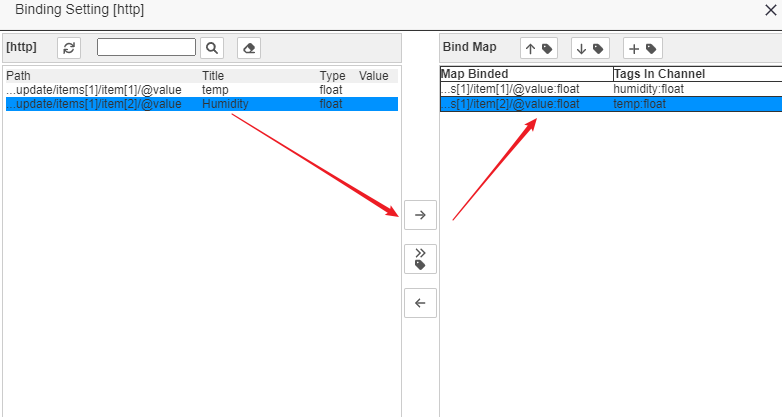 Binding Setting [http]
[http]
Bind Map
Path Title Type Value
...update/items[1]/item[1]/@value temp float
...update/items[1]/item[2]/@value Humidity float
Map Binded Tags In Channel
...s[1]/item[1]/@value:float humidity:float
...s[1]/item[2]/@value:float temp:float